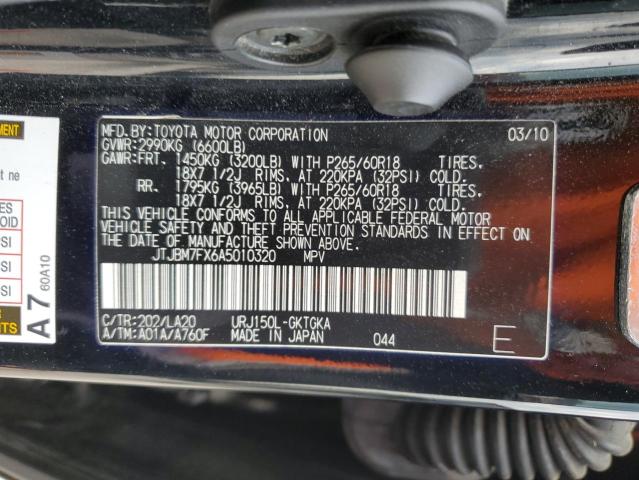 MFD. BY: TOYOTA MOTOR CORPORATION 03/10
GVWR: 2990KG (6600LB)
GAWR: FRT. 1450KG (3200LB) WITH P265/60R18 TIRES.
18X7 1/2J RIMS. AT 220KPA (32PSI) COLD.
RR. 1795KG (3965LB) WITH P265/60R18 TIRES.
18X7 1/2J RIMS. AT 220KPA (32PSI) COLD.
THIS VEHICLE CONFORMS TO ALL APPLICABLE FEDERAL MOTOR
VEHICLE SAFETY AND THEFT PREVENTION STANDARDS IN EFFECT ON
THE DATE OF MANUFACTURE SHOWN ABOVE.
JTJBM7FX6A5010320 MPV
C/TR: 202/LA20 URJ150L-GKTGKA
A/TM: A01A/A760F MADE IN JAPAN 044 E
A7
60A10